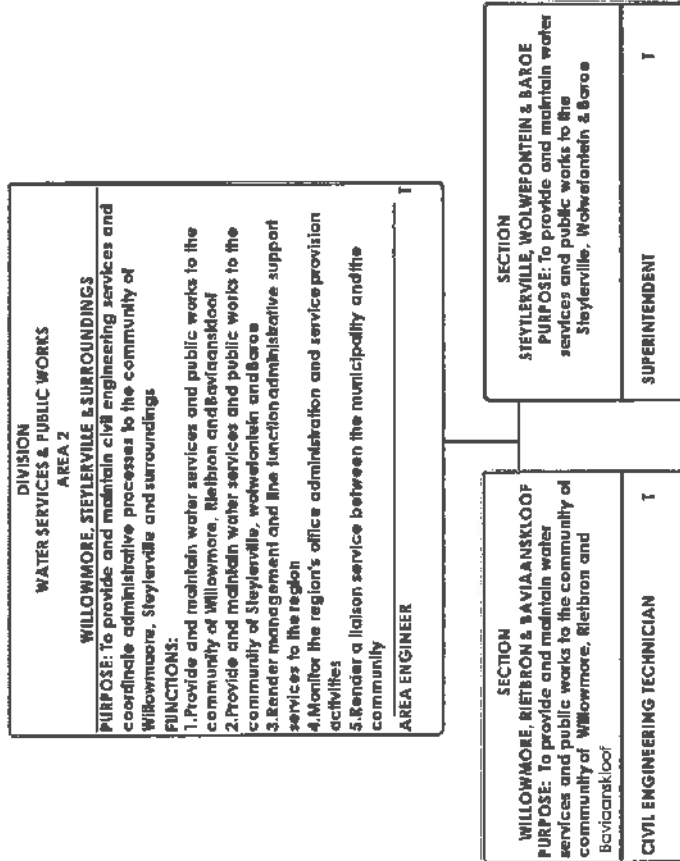 DIVISION
WATER SERVICES & PUBLIC WORKS
AREA 2
WILLOWMORE, STEYLERVILLE & SURROUNDINGS
PURPOSE: To provide and maintain civil engineering services and
coordinate administrative processes to the community of
Willowmuore, Steylerville and surroundings
FUNCTIONS:
1.Provide and maintain water services and public works to the
community of Willowmore, Rietbron and Baviaanskloof
2.Provide and maintain water services and public works to the
community of Steylerville, wolwefontein and Baroe
3.Render management and line function administrative support
services to the region
4.Monitor the region's office administration and service provision
activities
5.Render a liaison service between the municipality and the
community
AREA ENGINEER T
SECTION
WILLOWMORE, RIETBRON & BAVIAANSKLOOF
PURPOSE: To provide and maintain water
services and public works to the community of
community of Willowmore, Rietbron and
Baviaanskloof
CIVIL ENGINEERING TECHNICIAN T
SECTION
STEYTLERVILLE, WOLWEFONTEIN & BAROE
PURPOSE: To provide and maintain water
services and public works to the
Steylerville, Wolwefontein & Baroe
SUPERINTENDENT T